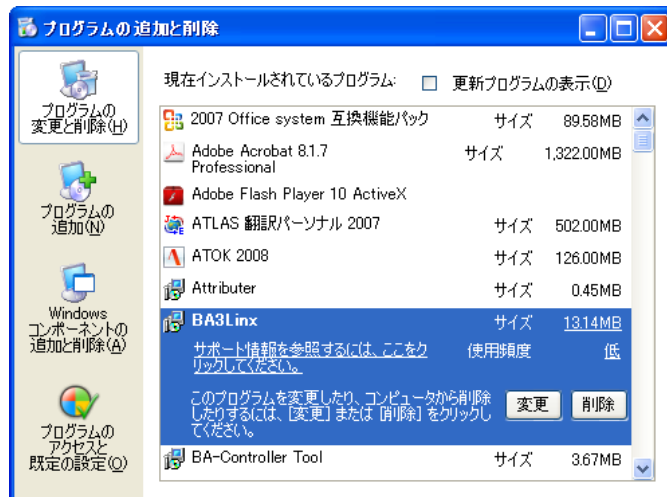 プログラムの追加と削除
プログラムの
変更と削除(H)
プログラムの
追加(N)
Windows
コンポーネントの
追加と削除(A)
プログラムの
アクセスと
既定の設定(O)
現在インストールされているプログラム: 更新プログラムの表示(D)
2007 Office system 互換機能パック サイズ 89.58MB
Adobe Acrobat 8.1.7 サイズ 1,322.00MB
Professional
Adobe Flash Player 10 ActiveX
ATLAS 翻訳パーソナル 2007 サイズ 502.00MB
ATOK 2008 サイズ 126.00MB
Attributer サイズ 0.45MB
BA3Linx サイズ 13.14MB
サポート情報を参照するには、ここをク 使用頻度 低
リックしてください。
このプログラムを変更したり、コンピュータから削除
したりするには、[変更] または [削除] をクリックし
てください。
変更 削除
BA-Controller Tool サイズ 3.67MB